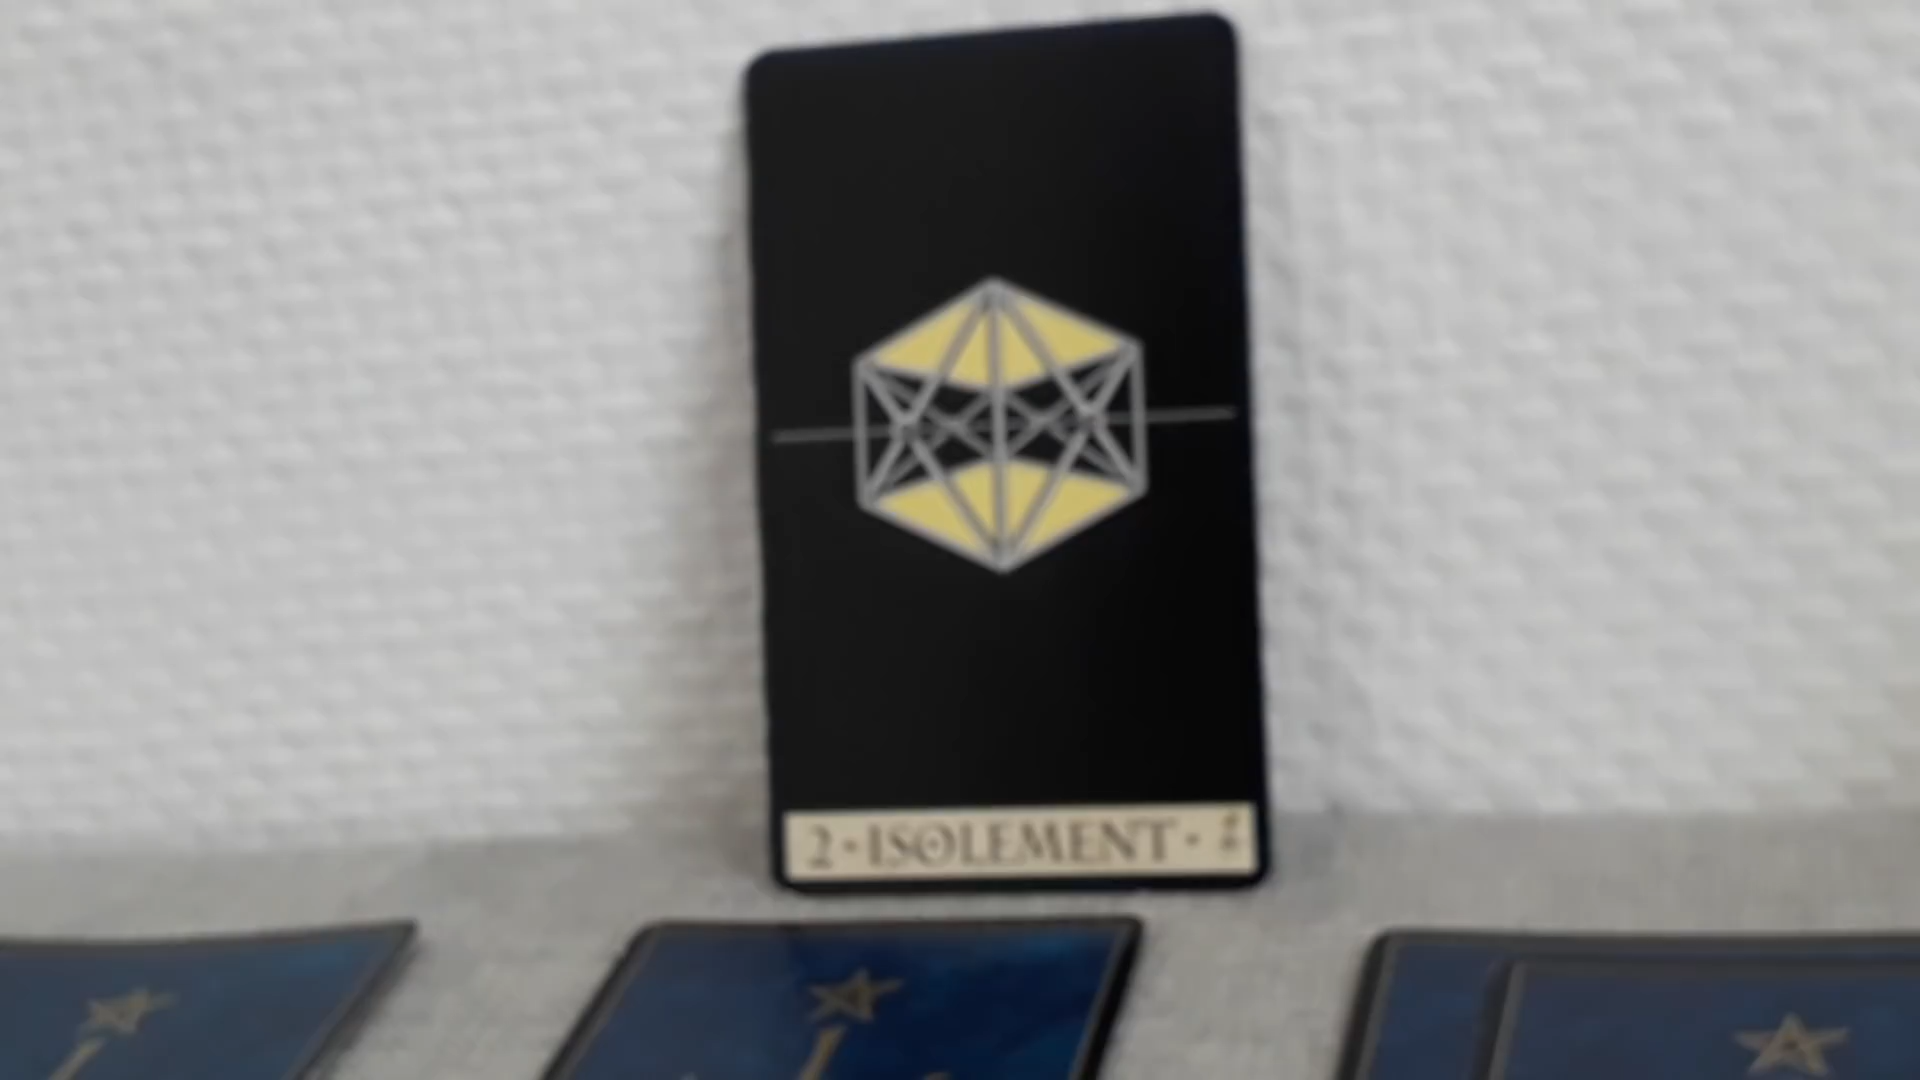 2 • ISOLEMENT •